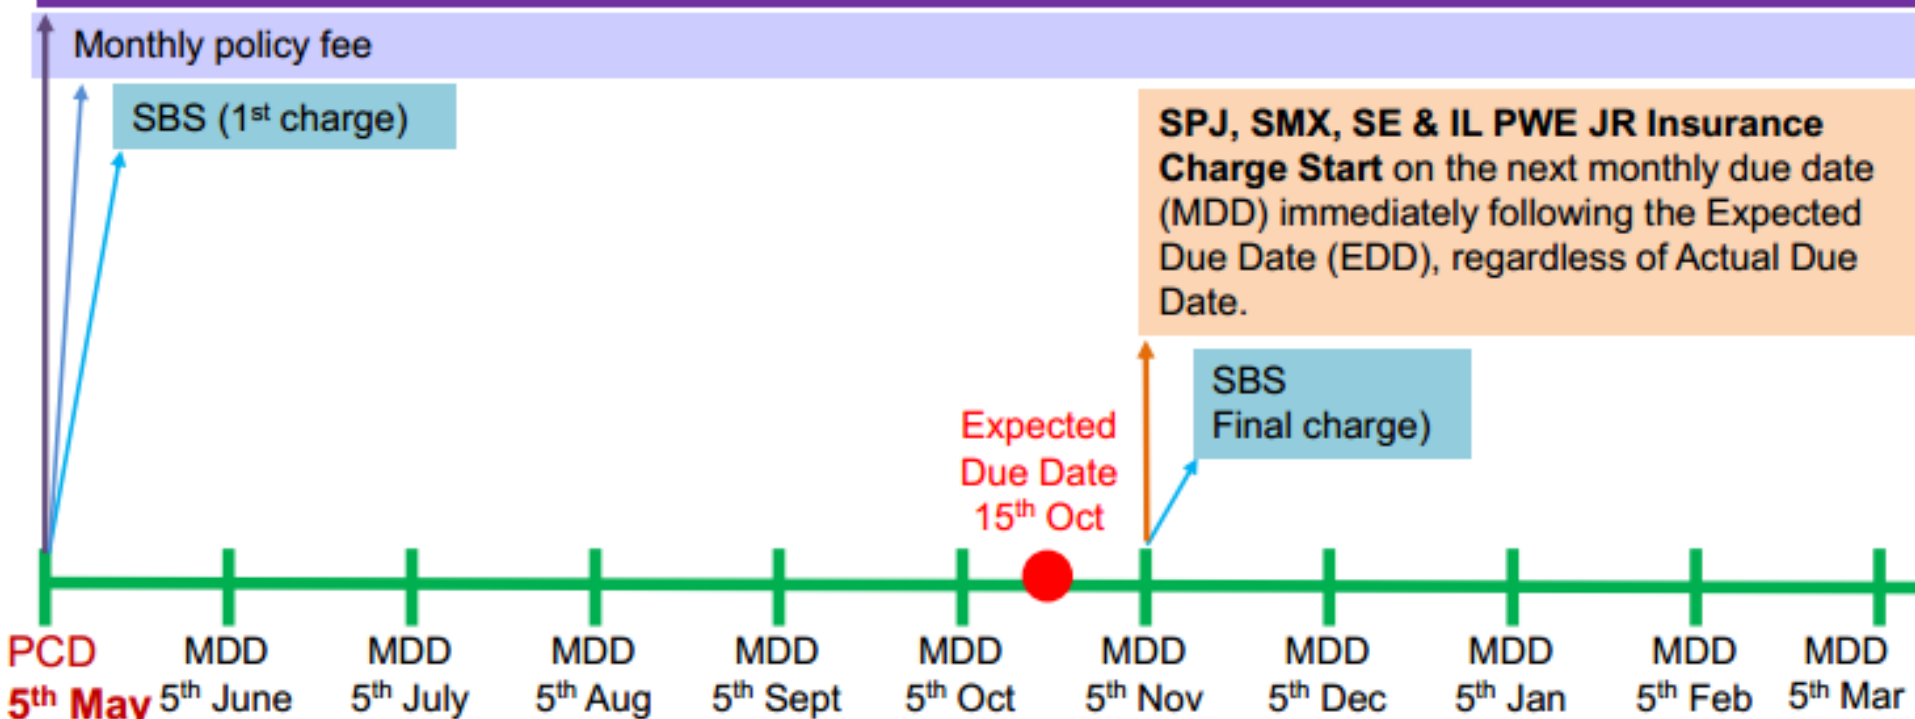 Monthly policy fee
SBS (1st charge)
SPJ, SMX, SE & IL PWE JR Insurance
Charge Start on the next monthly due date
(MDD) immediately following the Expected
Due Date (EDD), regardless of Actual Due
Date.
SBS
Final charge)
Expected
Due Date
15th Oct
PCD
5th May
MDD
5th June
MDD
5th July
MDD
5th Aug
MDD
5th Sept
MDD
5th Oct
MDD
5th Nov
MDD
5th Dec
MDD
5th Jan
MDD
5th Feb
MDD
5th Mar